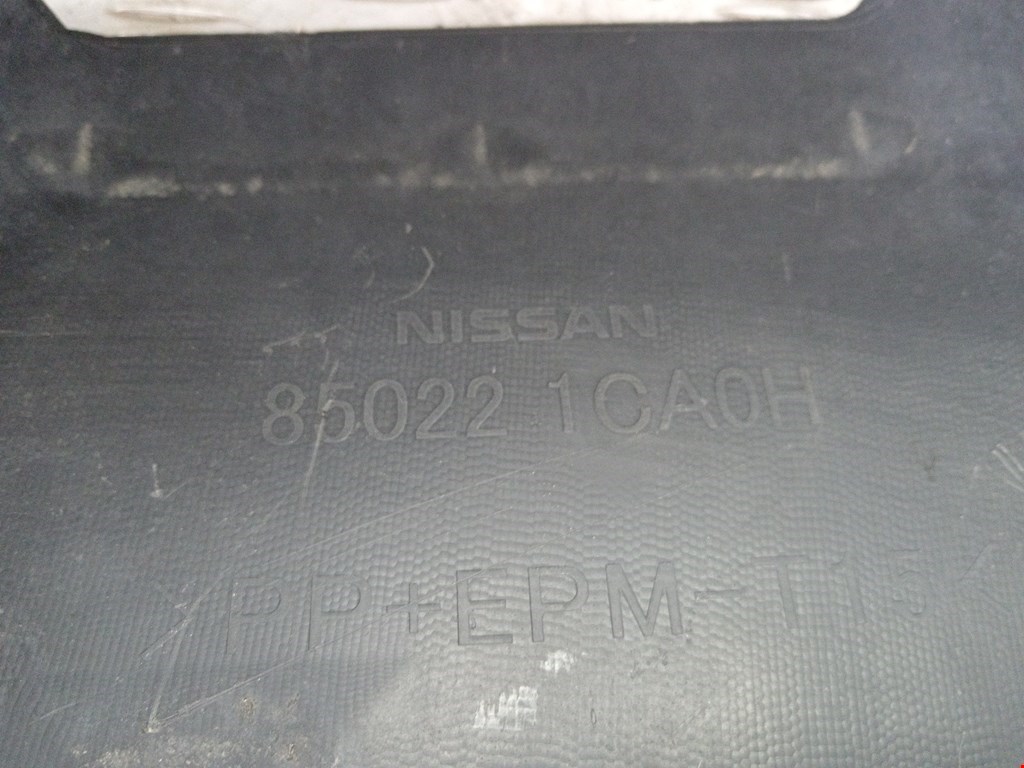 NISSAN
85022 1CA0H
>PP+EPM-T15<